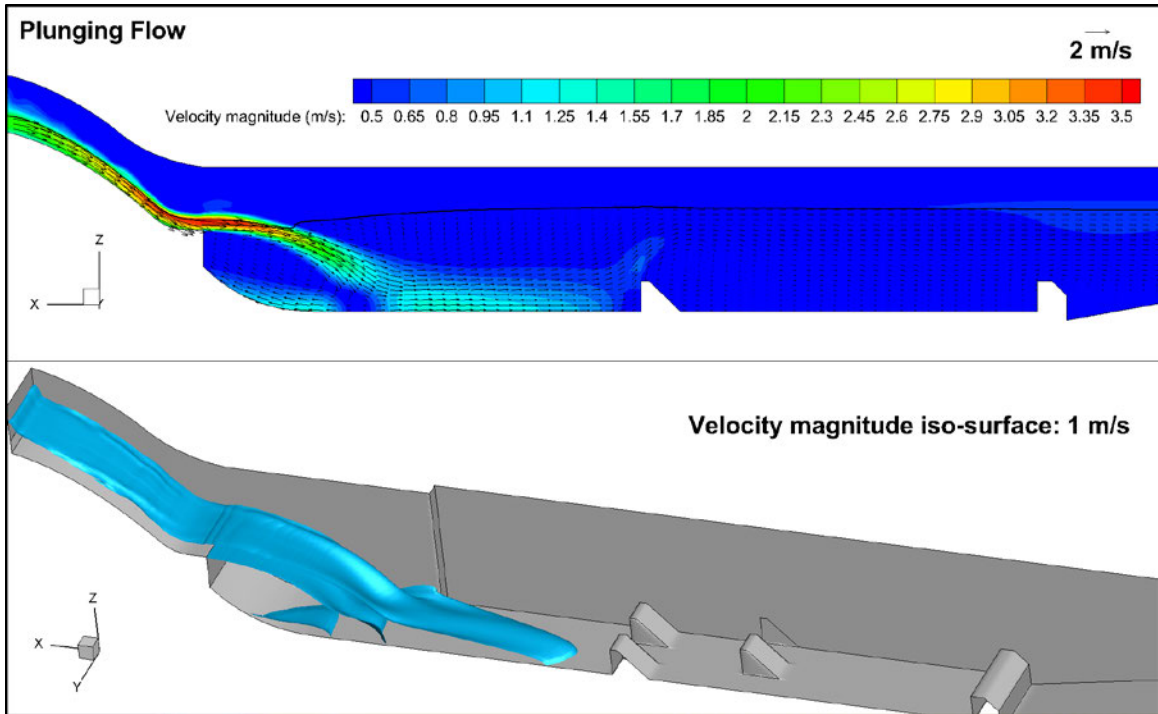 Plunging Flow
2 m/s
Velocity magnitude (m/s): 0.5 0.65 0.8 0.95 1.1 1.25 1.4 1.55 1.7 1.85 2 2.15 2.3 2.45 2.6 2.75 2.9 3.05 3.2 3.35 3.5
Z
X
Y
Velocity magnitude iso-surface: 1 m/s
Z
X
Y